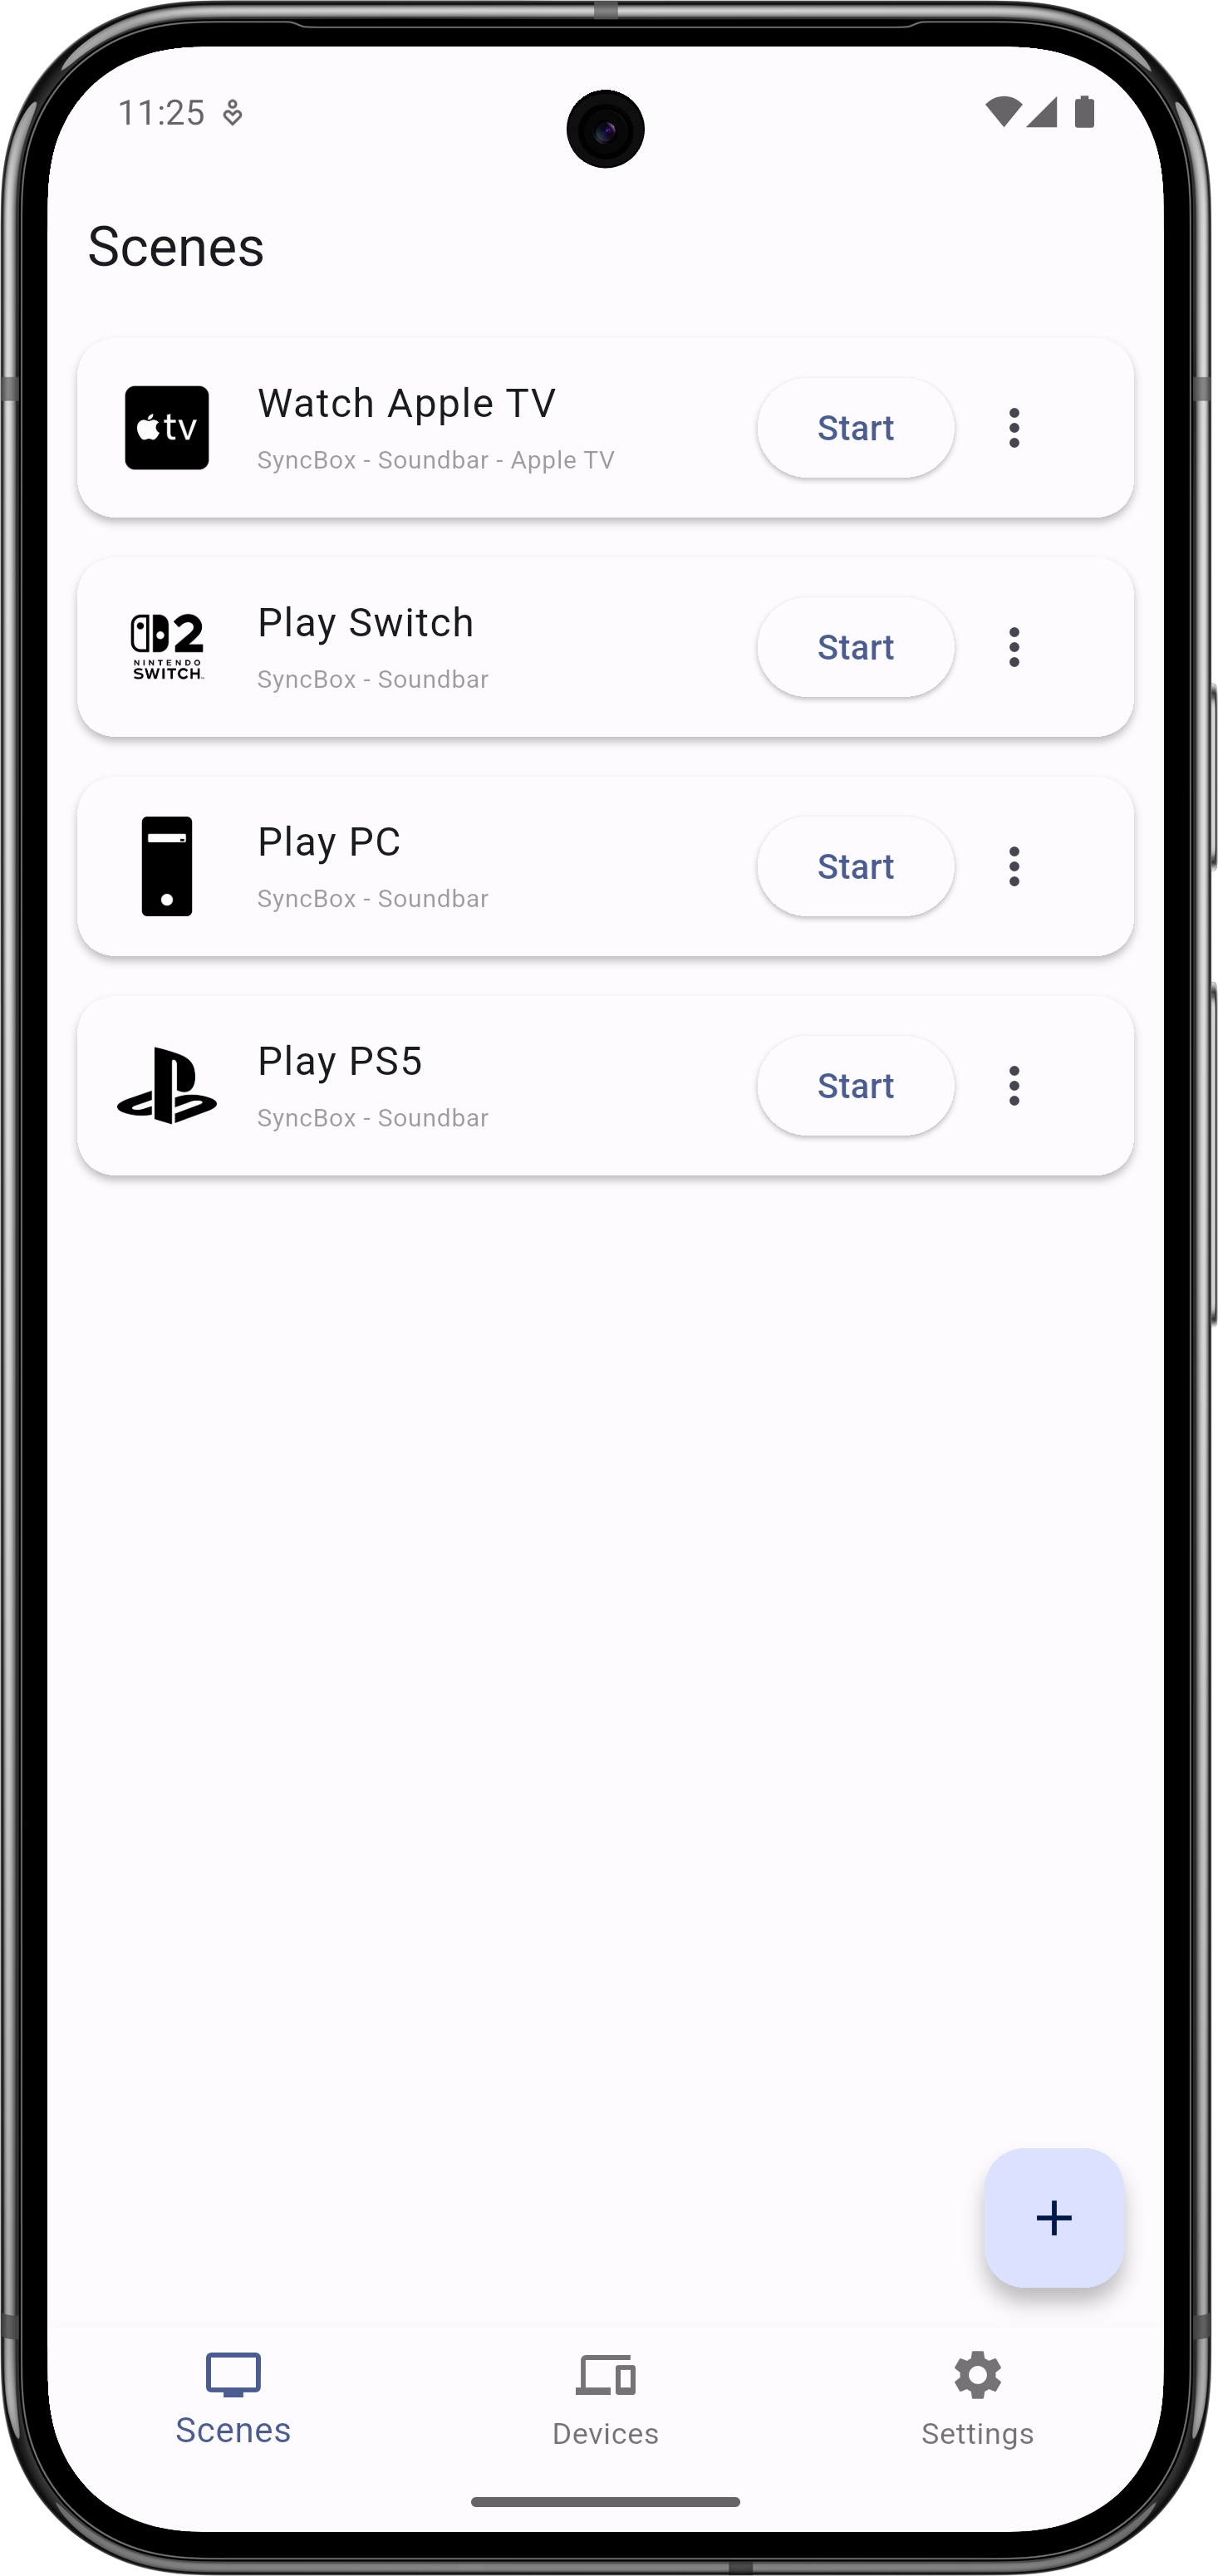 11:25
Scenes
tv
Watch Apple TV
SyncBox - Soundbar - Apple TV
Start
2
NINTENDO
SWITCH
Play Switch
SyncBox - Soundbar
Start
Play PC
SyncBox - Soundbar
Start
Play PS5
SyncBox - Soundbar
Start
Scenes
Devices
Settings